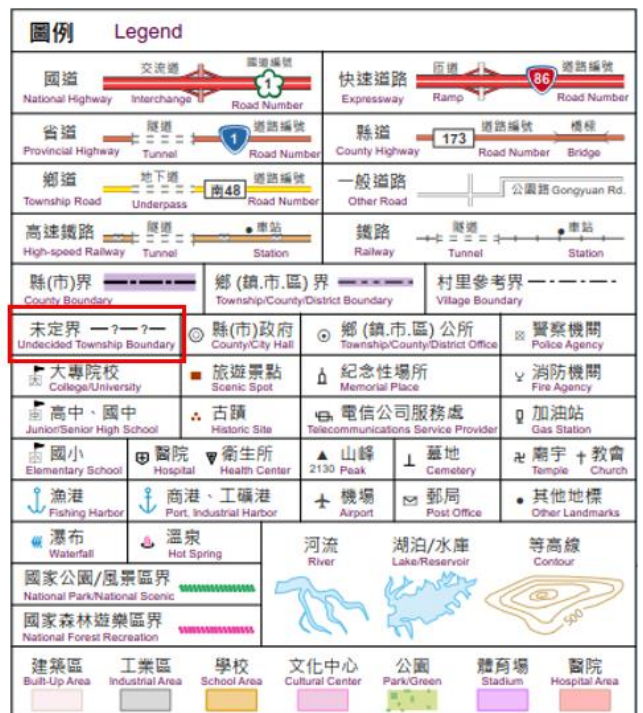 圖例 Legend
國道 交流道 國道編號
National Highway Interchange 1 Road Number
快速道路 匝道 86 道路編號
Expressway Ramp Road Number
省道 隧道 1 道路編號
Provincial Highway Tunnel Road Number
縣道 173 道路編號 橋樑
County Highway Road Number Bridge
鄉道 地下道 南48 道路編號
Township Road Underpass Road Number
一般道路 公園路 Gongyuan Rd.
Other Road
高速鐵路 隧道 車站
High-speed Railway Tunnel Station
鐵路 隧道 車站
Railway Tunnel Station
縣(市)界
County Boundary
鄉 (鎮.市.區) 界
Township/County/District Boundary
村里參考界
Village Boundary
未定界 —?—?—
Undecided Township Boundary
縣(市)政府
County/City Hall
鄉 (鎮.市.區) 公所
Township/County/District Office
警察機關
Police Agency
大專院校
College/University
旅遊景點
Scenic Spot
紀念性場所
Memorial Place
消防機關
Fire Agency
高中、國中
Junior/Senior High School
古蹟
Historic Site
電信公司服務處
Telecommunications Service Provider
加油站
Gas Station
國小
Elementary School
醫院
Hospital
衛生所
Health Center
山峰
2130 Peak
墓地
Cemetery
廟宇 教會
Temple Church
漁港
Fishing Harbor
商港、工礦港
Port, Industrial Harbor
機場
Airport
郵局
Post Office
其他地標
Other Landmarks
瀑布
Waterfall
溫泉
Hot Spring
河流
River
湖泊/水庫
Lake/Reservoir
等高線
Contour
500
國家公園/風景區界
National Park/National Scenic
國家森林遊樂區界
National Forest Recreation
建築區 工業區 學校 文化中心 公園 體育場 醫院
Built-Up Area Industrial Area School Area Cultural Center Park/Green Stadium Hospital Area